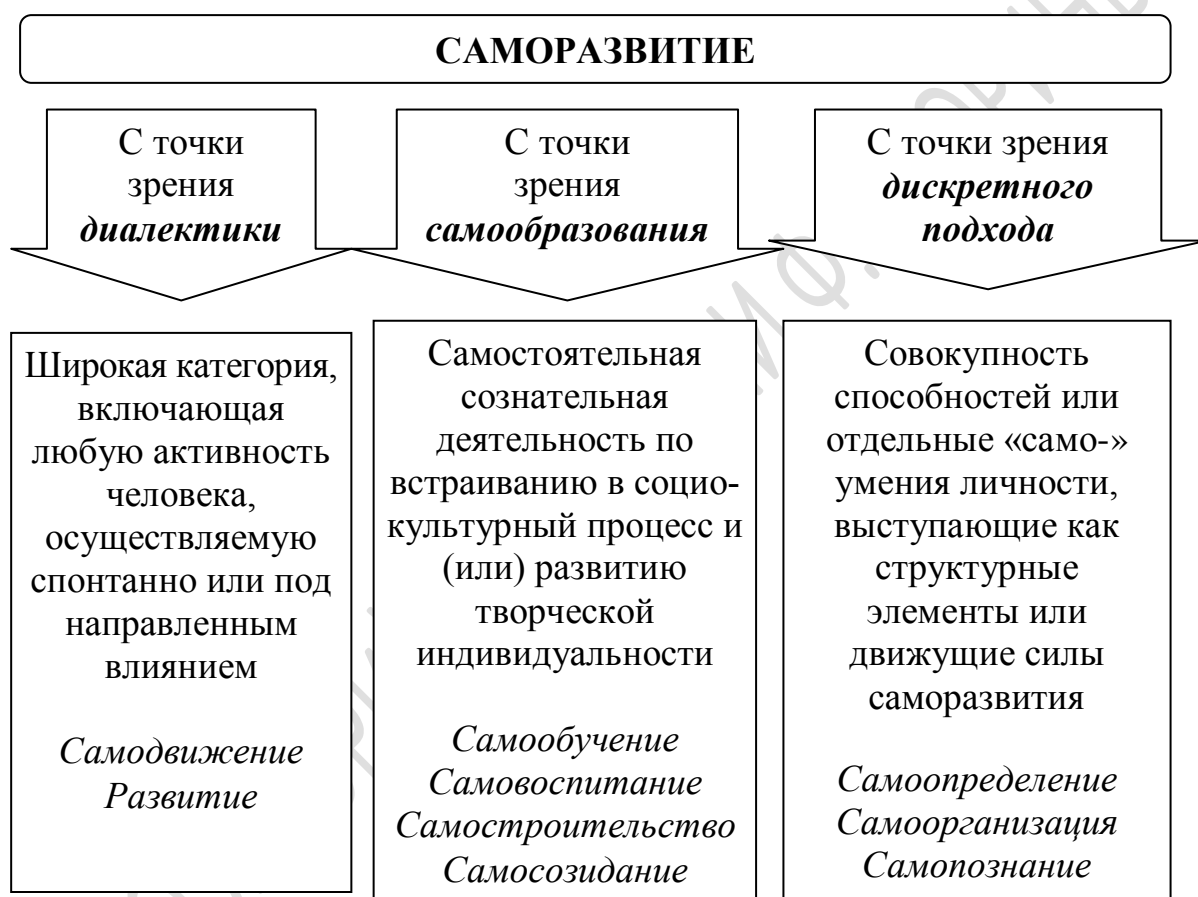 САМОРАЗВИТИЕ
С точки
зрения
диалектики
С точки
зрения
самообразования
С точки зрения
дискретного
подхода
Широкая категория,
включающая
любую активность
человека,
осуществляемую
спонтанно или под
направленным
влиянием
Самодвижение
Развитие
Самостоятельная
сознательная
деятельность по
встраиванию в социо-
культурный процесс и
(или) развитию
творческой
индивидуальности
Самообучение
Самовоспитание
Самостроительство
Самосозидание
Совокупность
способностей или
отдельные «само-»
умения личности,
выступающие как
структурные
элементы или
движущие силы
саморазвития
Самоопределение
Самоорганизация
Самопознание